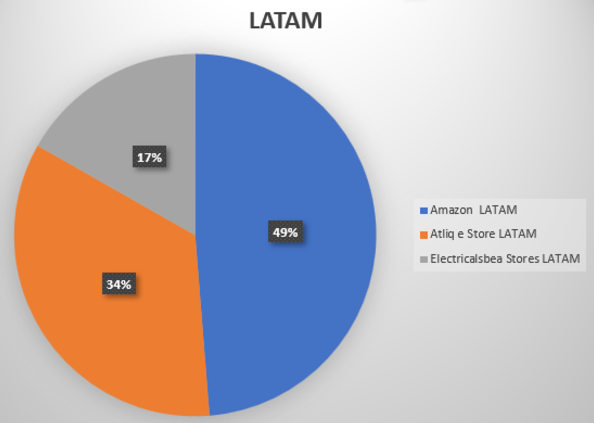 LATAM
17%
49%
34%
Amazon  LATAM
Atliq e Store LATAM
Electricalsbea Stores LATAM